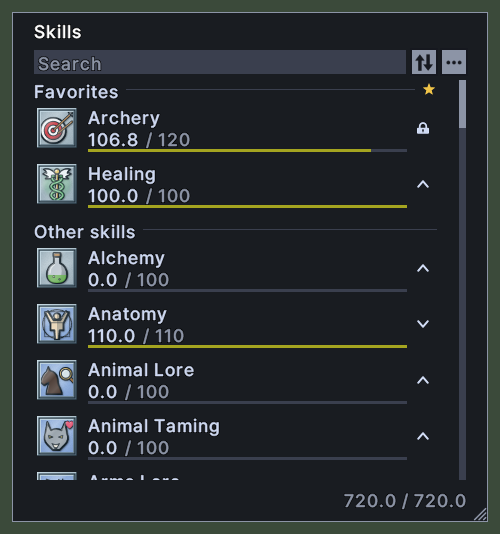 Skills
Search
Favorites
Archery
106.8 / 120
Healing
100.0 / 100
Other skills
Alchemy
0.0 / 100
Anatomy
110.0 / 110
Animal Lore
0.0 / 100
Animal Taming
0.0 / 100
720.0 / 720.0